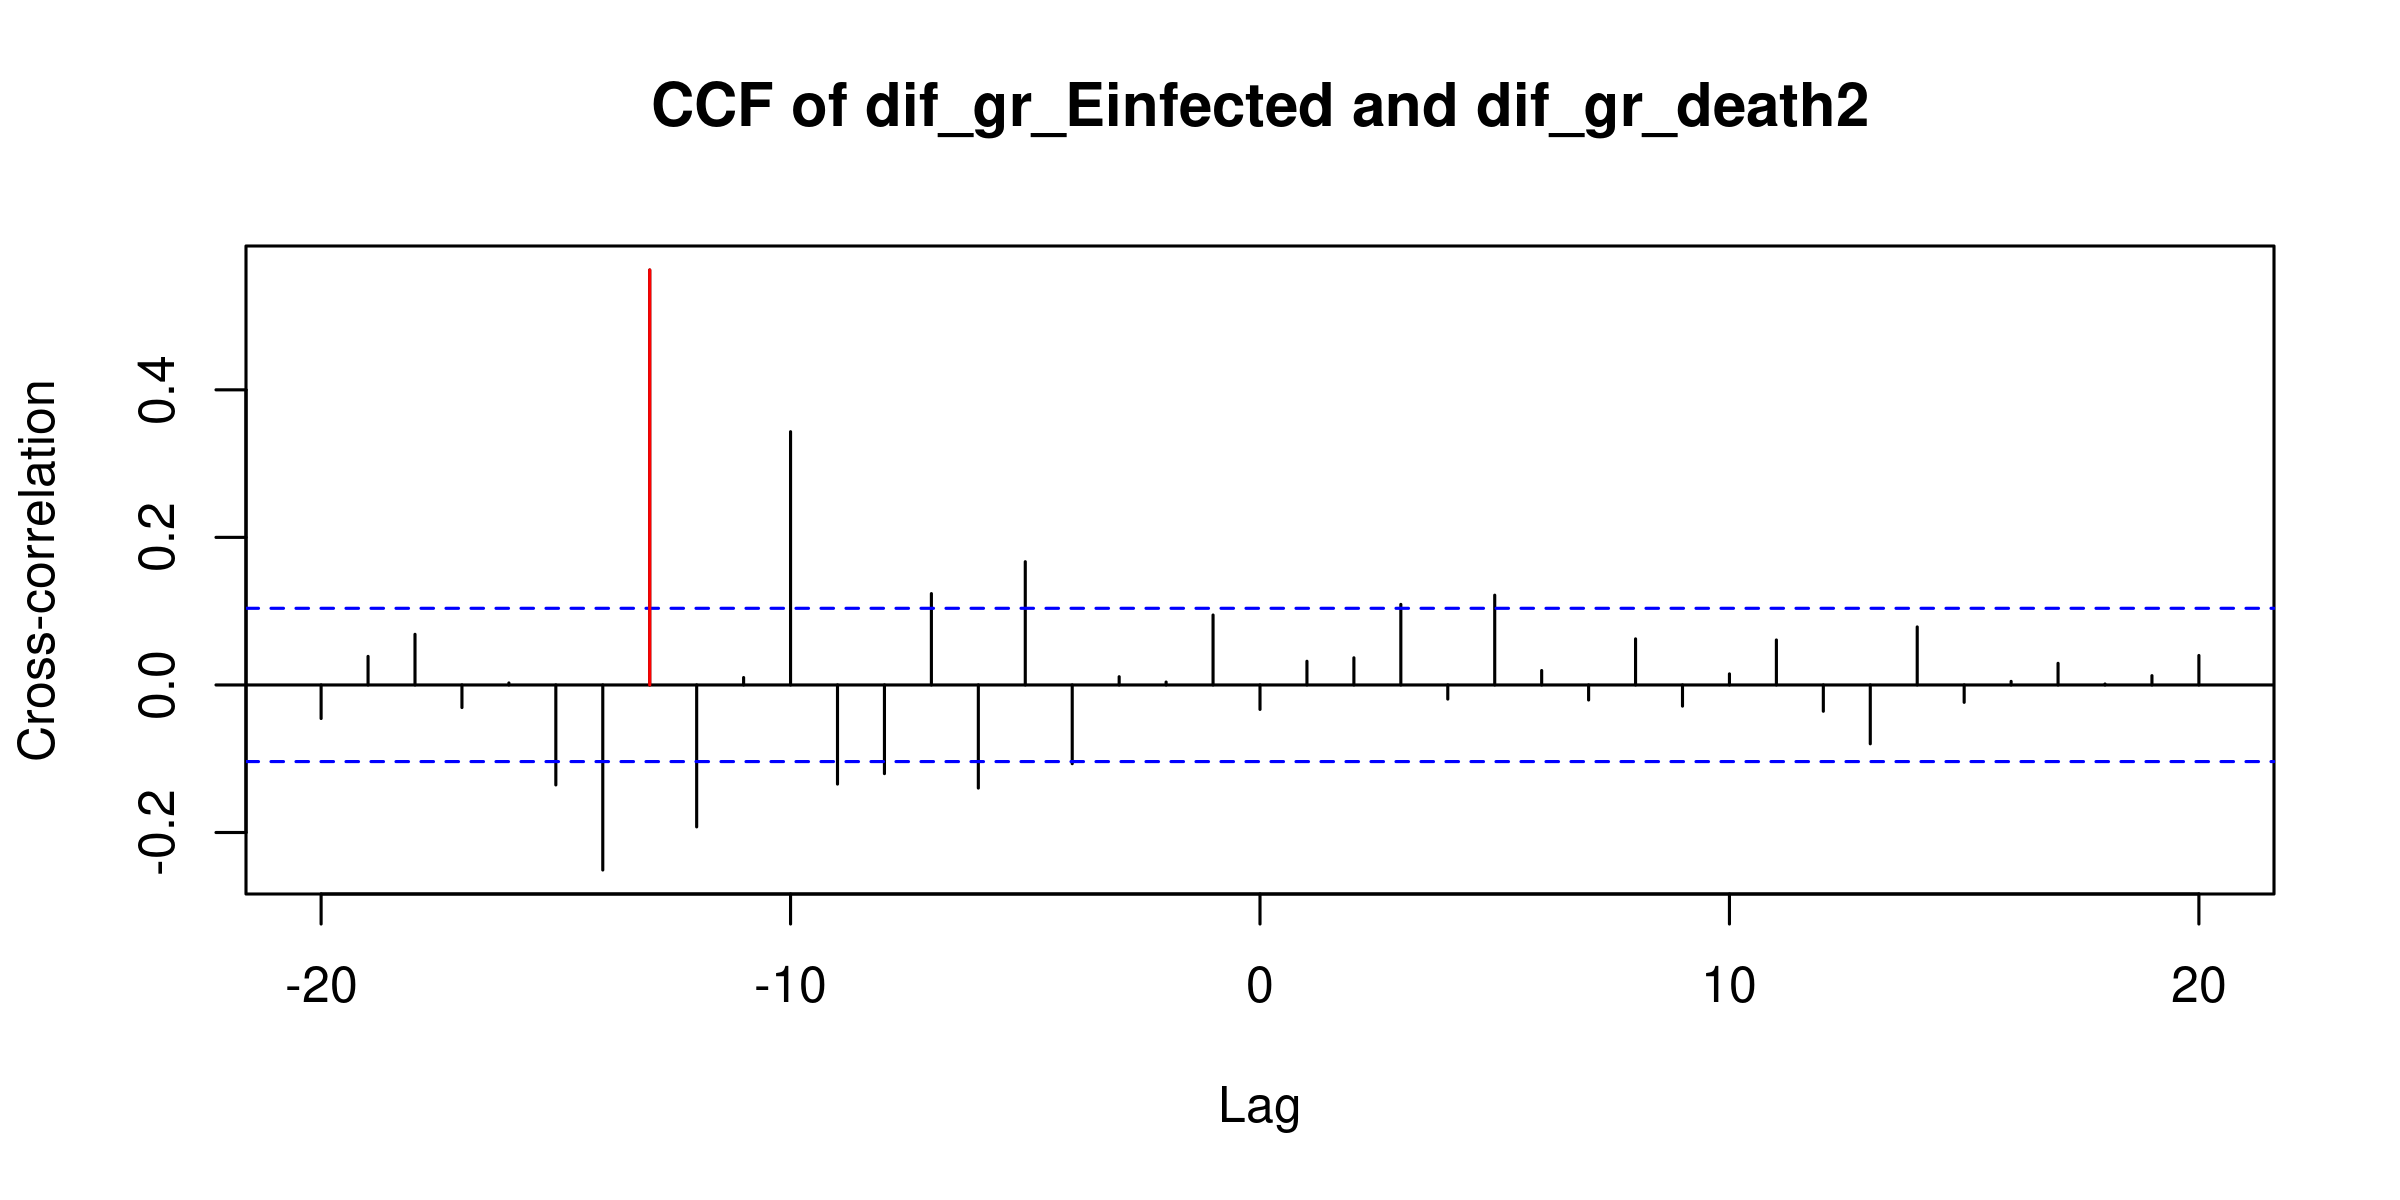 CCF of dif_gr_Einfected and dif_gr_death2
Cross-correlation
0.4
0.2
0.0
-0.2
-20 -10 0 10 20
Lag